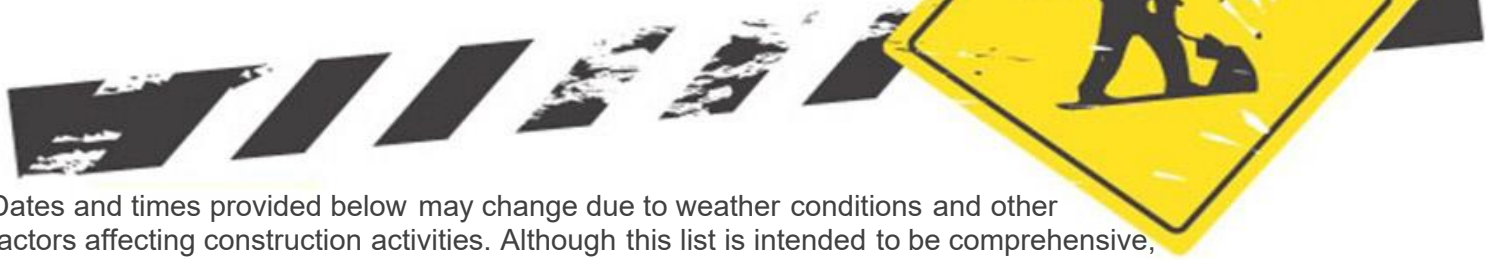 Dates and times provided below may change due to weather conditions and other
actors affecting construction activities. Although this list is intended to be comprehensive,